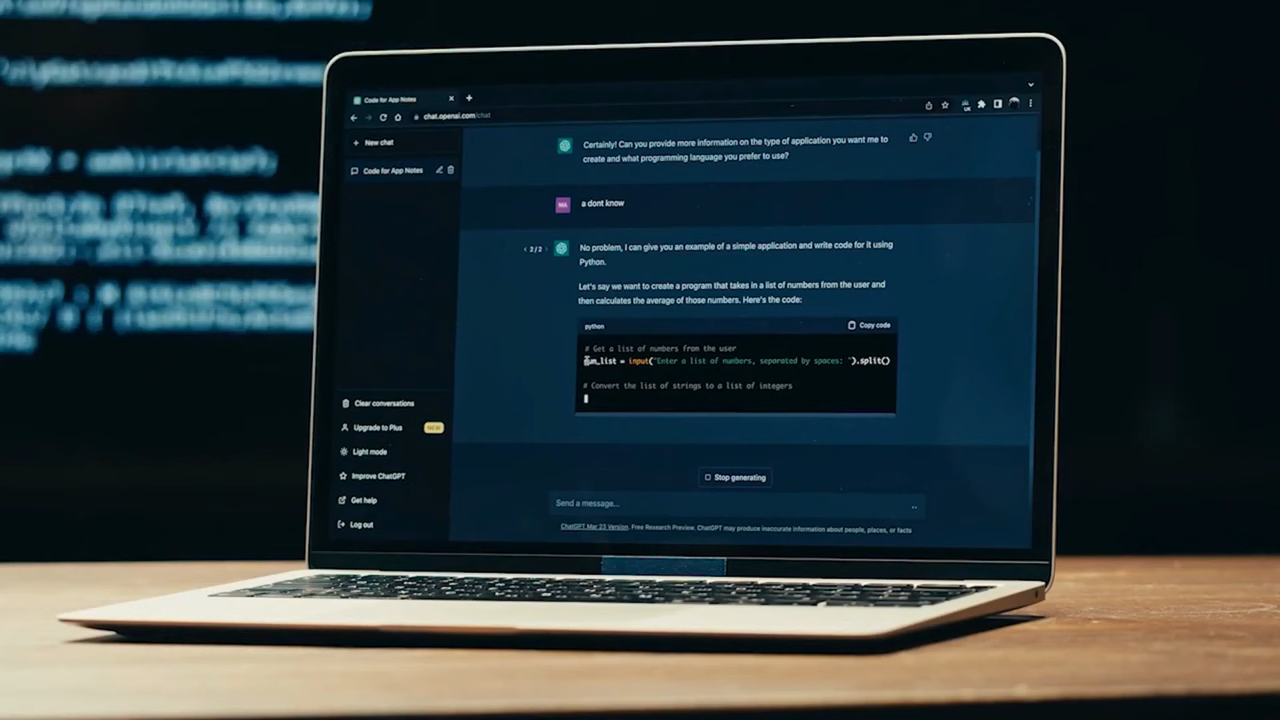 Code for App Notes
chat.openai.com/chat
UK
New chat
Code for App Notes
Certainly! Can you provide more information on the type of application you want me to
create and what programming language you prefer to use?
MA
a dont know
2/2
No problem, I can give you an example of a simple application and write code for it using
Python.
Let's say we want to create a program that takes in a list of numbers from the user and
then calculates the average of those numbers. Here's the code:
python
Copy code
# Get a list of numbers from the user
num_list = input("Enter a list of numbers, separated by spaces: ").split()
# Convert the list of strings to a list of integers
Clear conversations
Upgrade to Plus
NEW
Light mode
Improve ChatGPT
Get help
Log out
Stop generating
Send a message...
ChatGPT Mar 23 Version. Free Research Preview. ChatGPT may produce inaccurate information about people, places, or facts